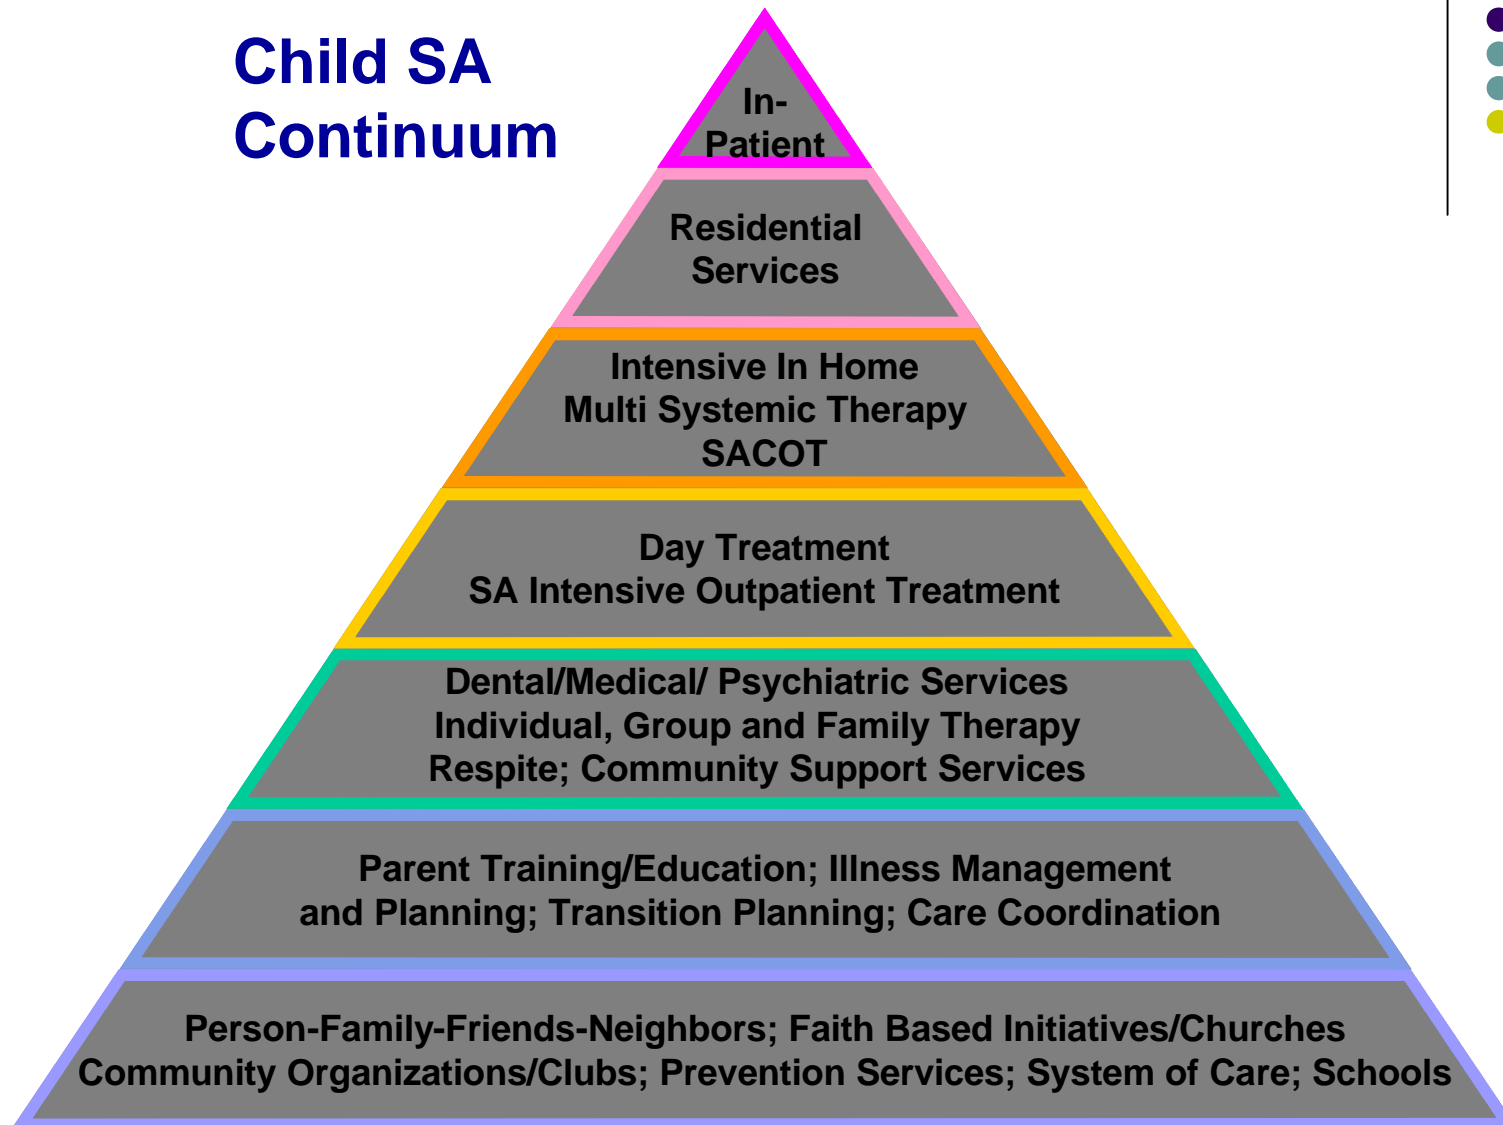 Child SA
Continuum
In-
Patient
Residential
Services
Intensive In Home
Multi Systemic Therapy
SACOT
Day Treatment
SA Intensive Outpatient Treatment
Dental/Medical/ Psychiatric Services
Individual, Group and Family Therapy
Respite; Community Support Services
Parent Training/Education; Illness Management
and Planning; Transition Planning; Care Coordination
Person-Family-Friends-Neighbors; Faith Based Initiatives/Churches
Community Organizations/Clubs; Prevention Services; System of Care; Schools